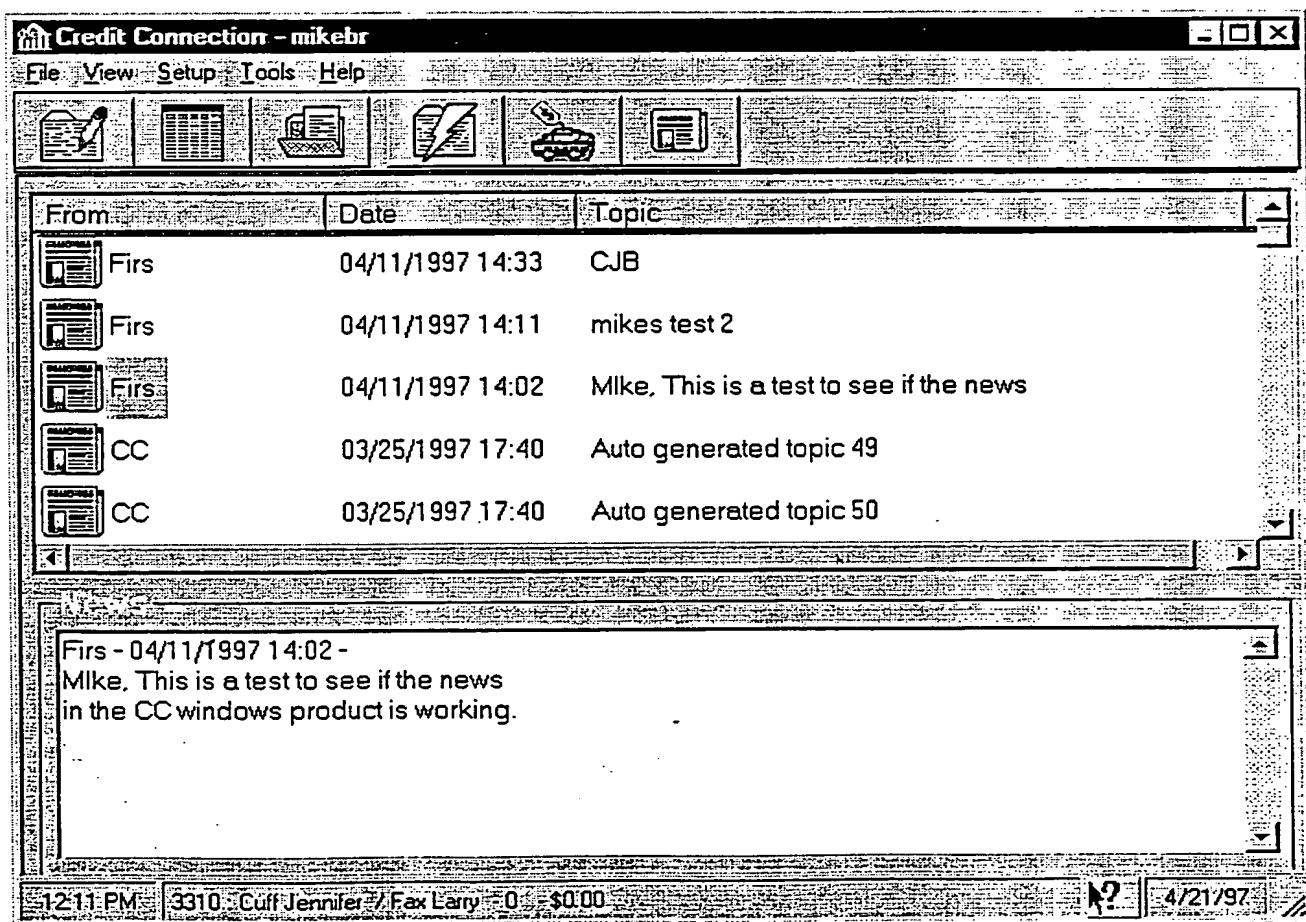 Credit Connection - mikebr
File View Setup Tools Help
From Date Topic
Firs 04/11/1997 14:33 CJB
Firs 04/11/1997 14:11 mikes test 2
Firs 04/11/1997 14:02 MIke, This is a test to see if the news
CC 03/25/1997 17:40 Auto generated topic 49
CC 03/25/1997 17:40 Auto generated topic 50
News
Firs - 04/11/1997 14:02 -
MIke, This is a test to see if the news
in the CC windows product is working.
12:11 PM 3310 : Cuff Jennifer / Fax Larry - 0 - $0.00 ? 4/21/97